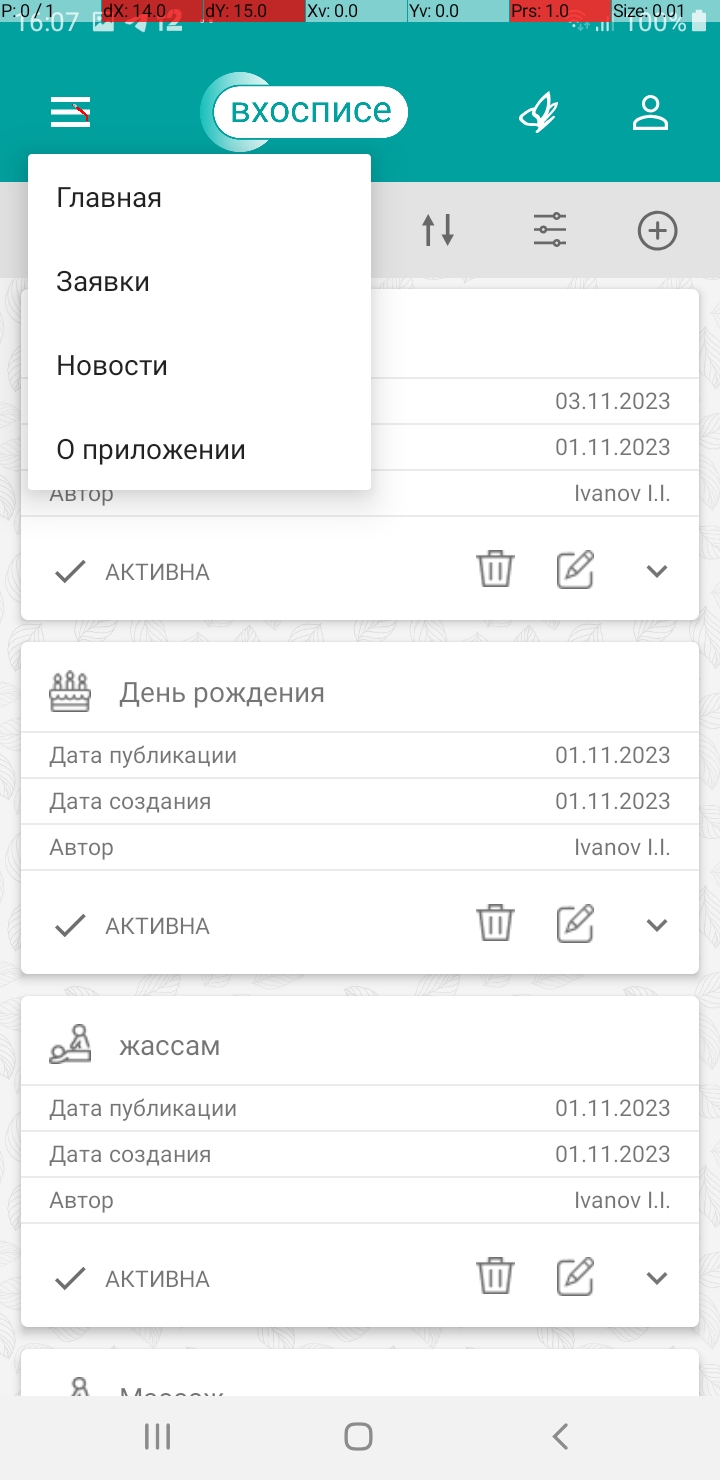 P: 0 / 1 dX: 14.0 dY: 15.0 Xv: 0.0 Yv: 0.0 Prs: 1.0 Size: 0.01
16:07 100%
вхосписе
Главная
Заявки
Новости
О приложении
03.11.2023
01.11.2023
Автор Ivanov I.I.
АКТИВНА
День рождения
Дата публикации 01.11.2023
Дата создания 01.11.2023
Автор Ivanov I.I.
АКТИВНА
жассам
Дата публикации 01.11.2023
Дата создания 01.11.2023
Автор Ivanov I.I.
АКТИВНА
Массаж